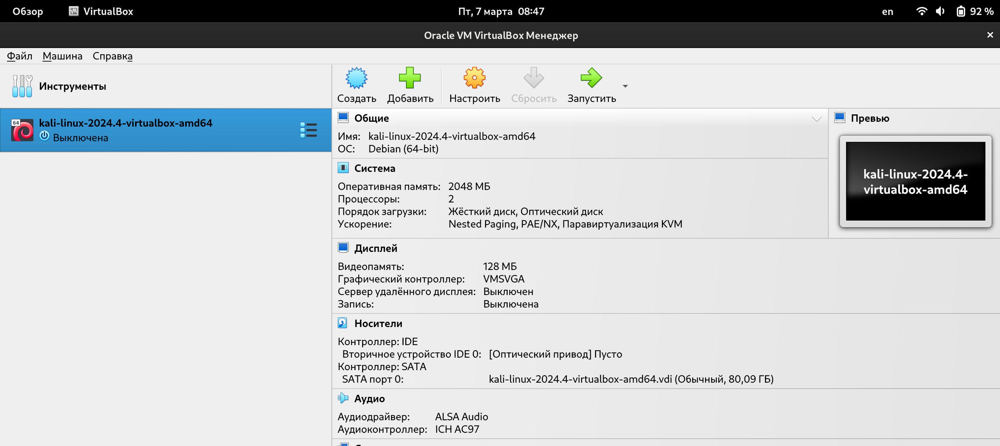 Обзор VirtualBox Пт, 7 марта 08:47 en 92 %
Oracle VM VirtualBox Менеджер
Файл Машина Справка
Инструменты
Создать Добавить Настроить Сбросить Запустить
64
kali-linux-2024.4-virtualbox-amd64
Выключена
Общие
Имя: kali-linux-2024.4-virtualbox-amd64
ОС: Debian (64-bit)
Превью
kali-linux-2024.4-
virtualbox-amd64
Система
Оперативная память: 2048 МБ
Процессоры: 2
Порядок загрузки: Жёсткий диск, Оптический диск
Ускорение: Nested Paging, PAE/NX, Паравиртуализация KVM
Дисплей
Видеопамять: 128 МБ
Графический контроллер: VMSVGA
Сервер удалённого дисплея: Выключен
Запись: Выключена
Носители
Контроллер: IDE
Вторичное устройство IDE 0: [Оптический привод] Пусто
Контроллер: SATA
SATA порт 0: kali-linux-2024.4-virtualbox-amd64.vdi (Обычный, 80,09 ГБ)
Аудио
Аудиодрайвер: ALSA Audio
Аудиоконтроллер: ICH AC97